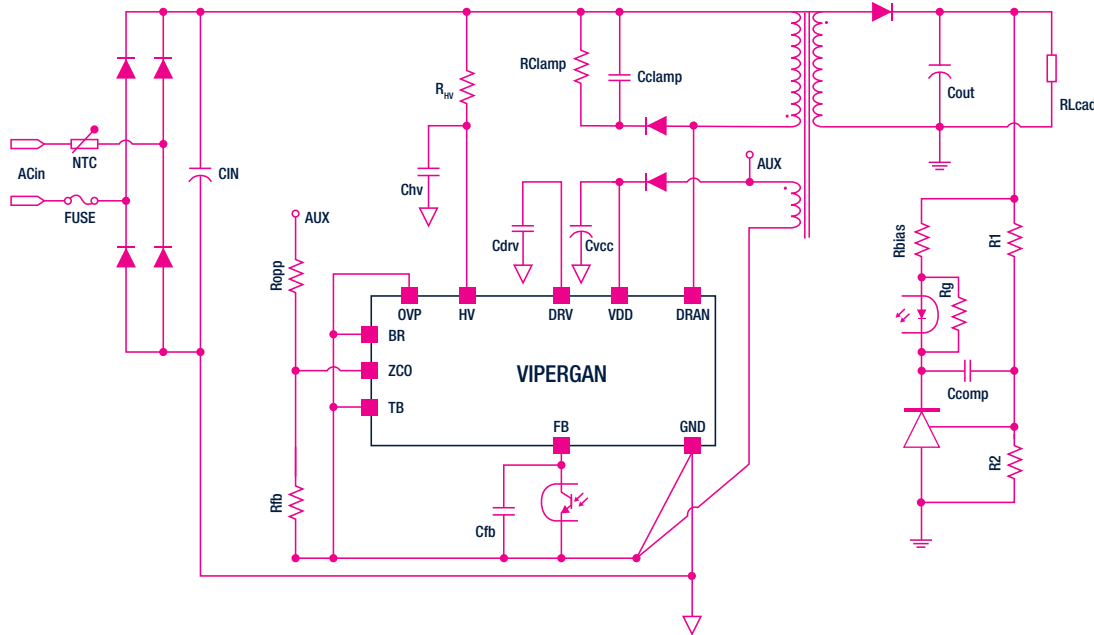 RClamp
Cclamp
Cout
RLcad
R_HV
NTC
ACin
CIN
Chv
AUX
FUSE
AUX
Cdrv
Cvcc
Rbias
R1
Ropp
Rg
OVP
HV
DRV
VDD
DRAN
BR
ZCO
VIPERGAN
TB
Ccomp
FB
GND
R2
Rfb
Cfb